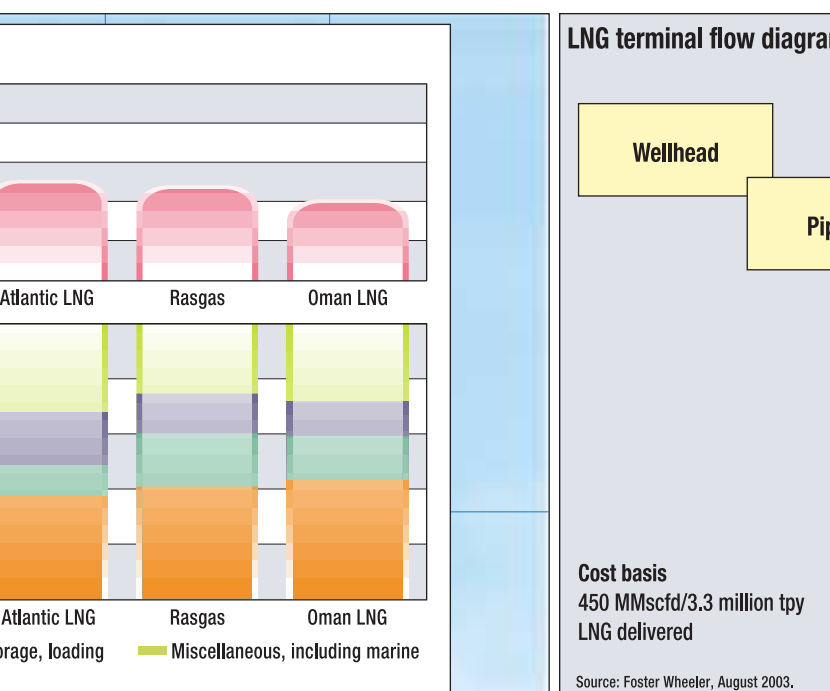 Atlantic LNG
Rasgas
Oman LNG
Atlantic LNG
Rasgas
Oman LNG
loading
Miscellaneous, including marine
LNG terminal flow
Wellhead
Cost basis
450 MMscfd/3.3 million tpy
LNG delivered
Source: Foster Wheeler, August 2003.